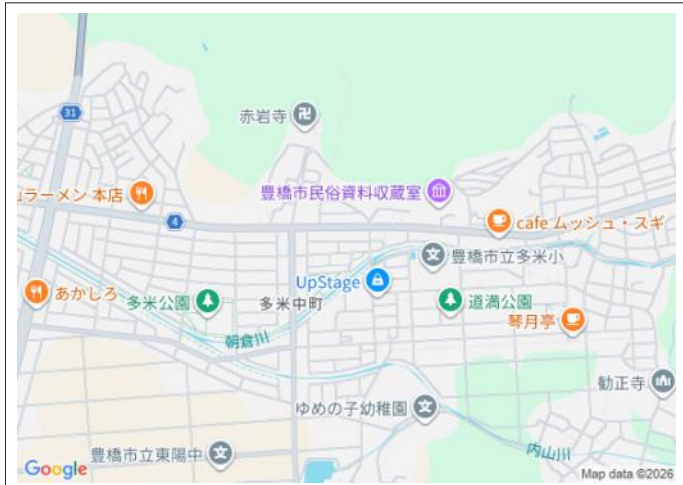 31
赤岩寺
山ラーメン 本店
豊橋市民俗資料収蔵室
4
cafe ムッシュ・スギ
豊橋市立多米小
UpStage
あかしろ
多米公園
多米中町
道満公園
琴月亭
朝倉川
勧正寺
ゆめの子幼稚園
豊橋市立東陽中
内山川
Google
Map data ©2026